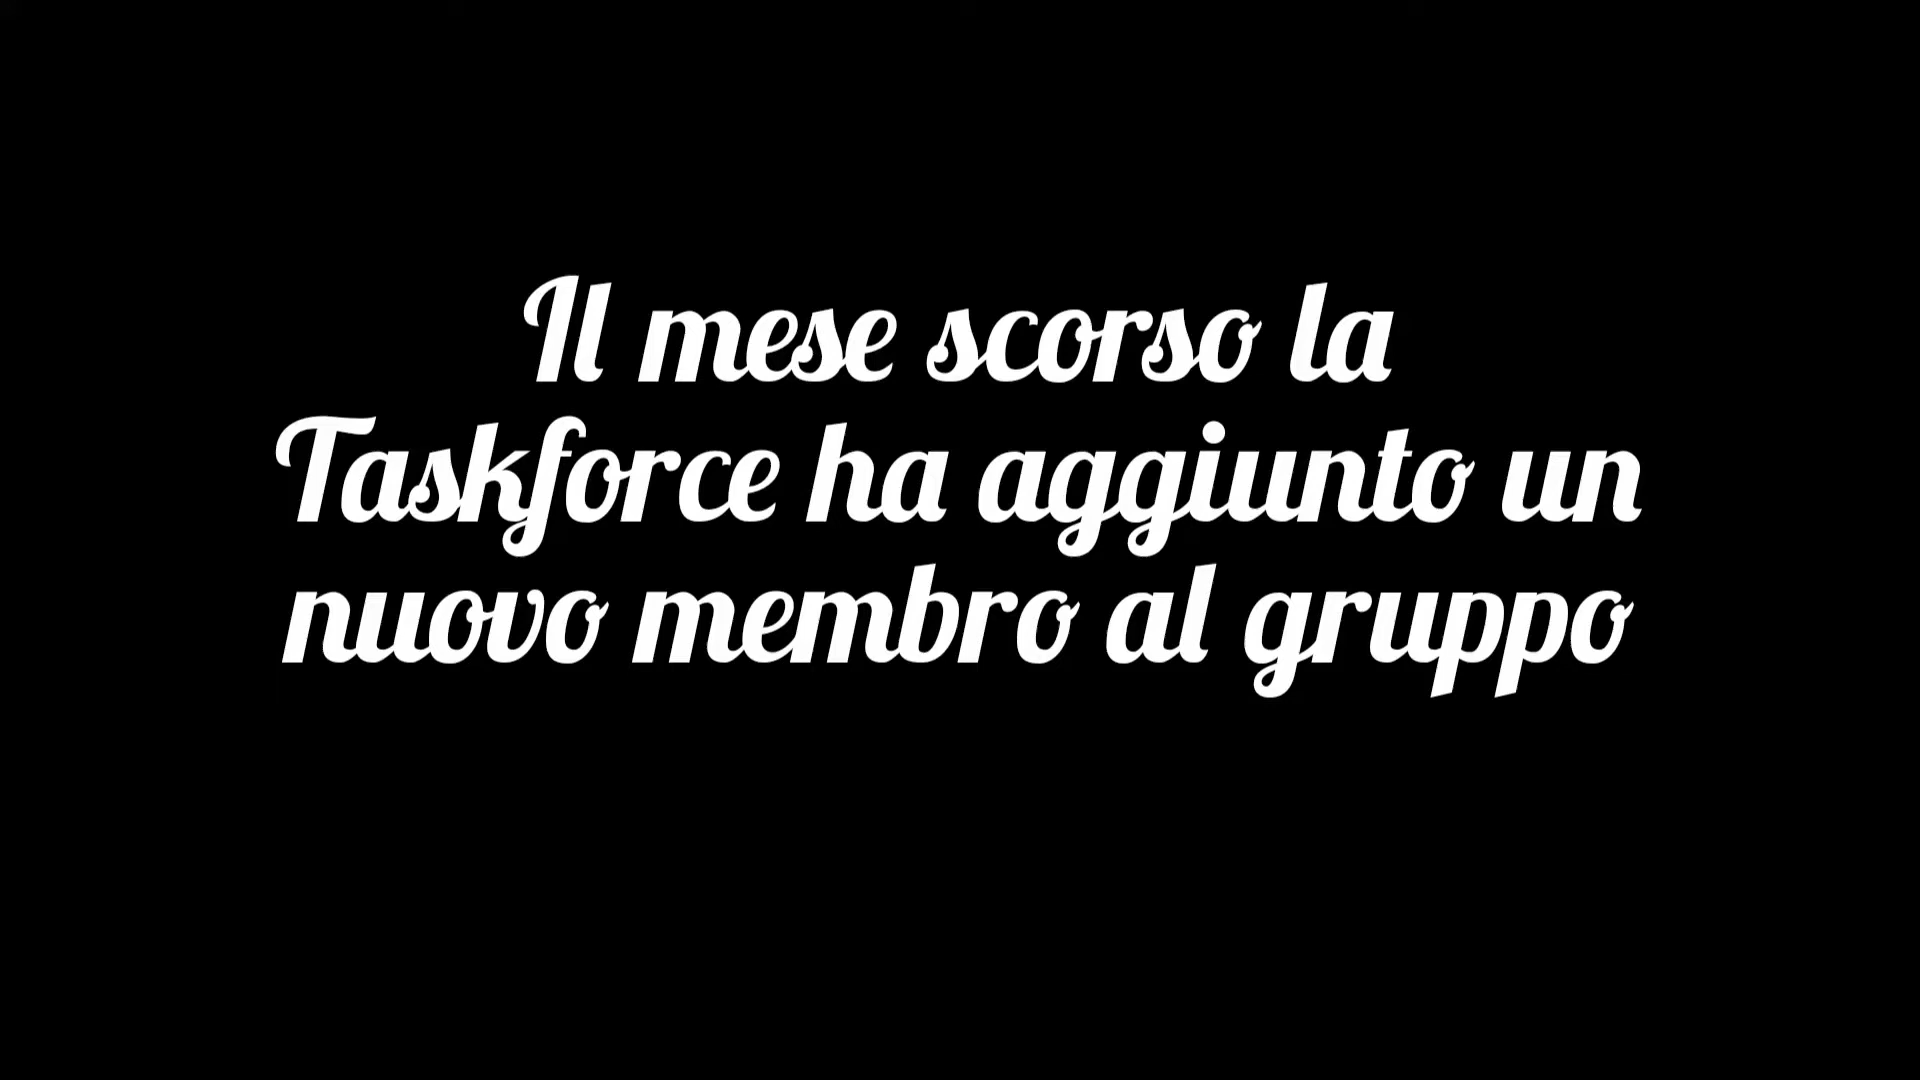 Il mese scorso la
Taskforce ha aggiunto un
nuovo membro al gruppo